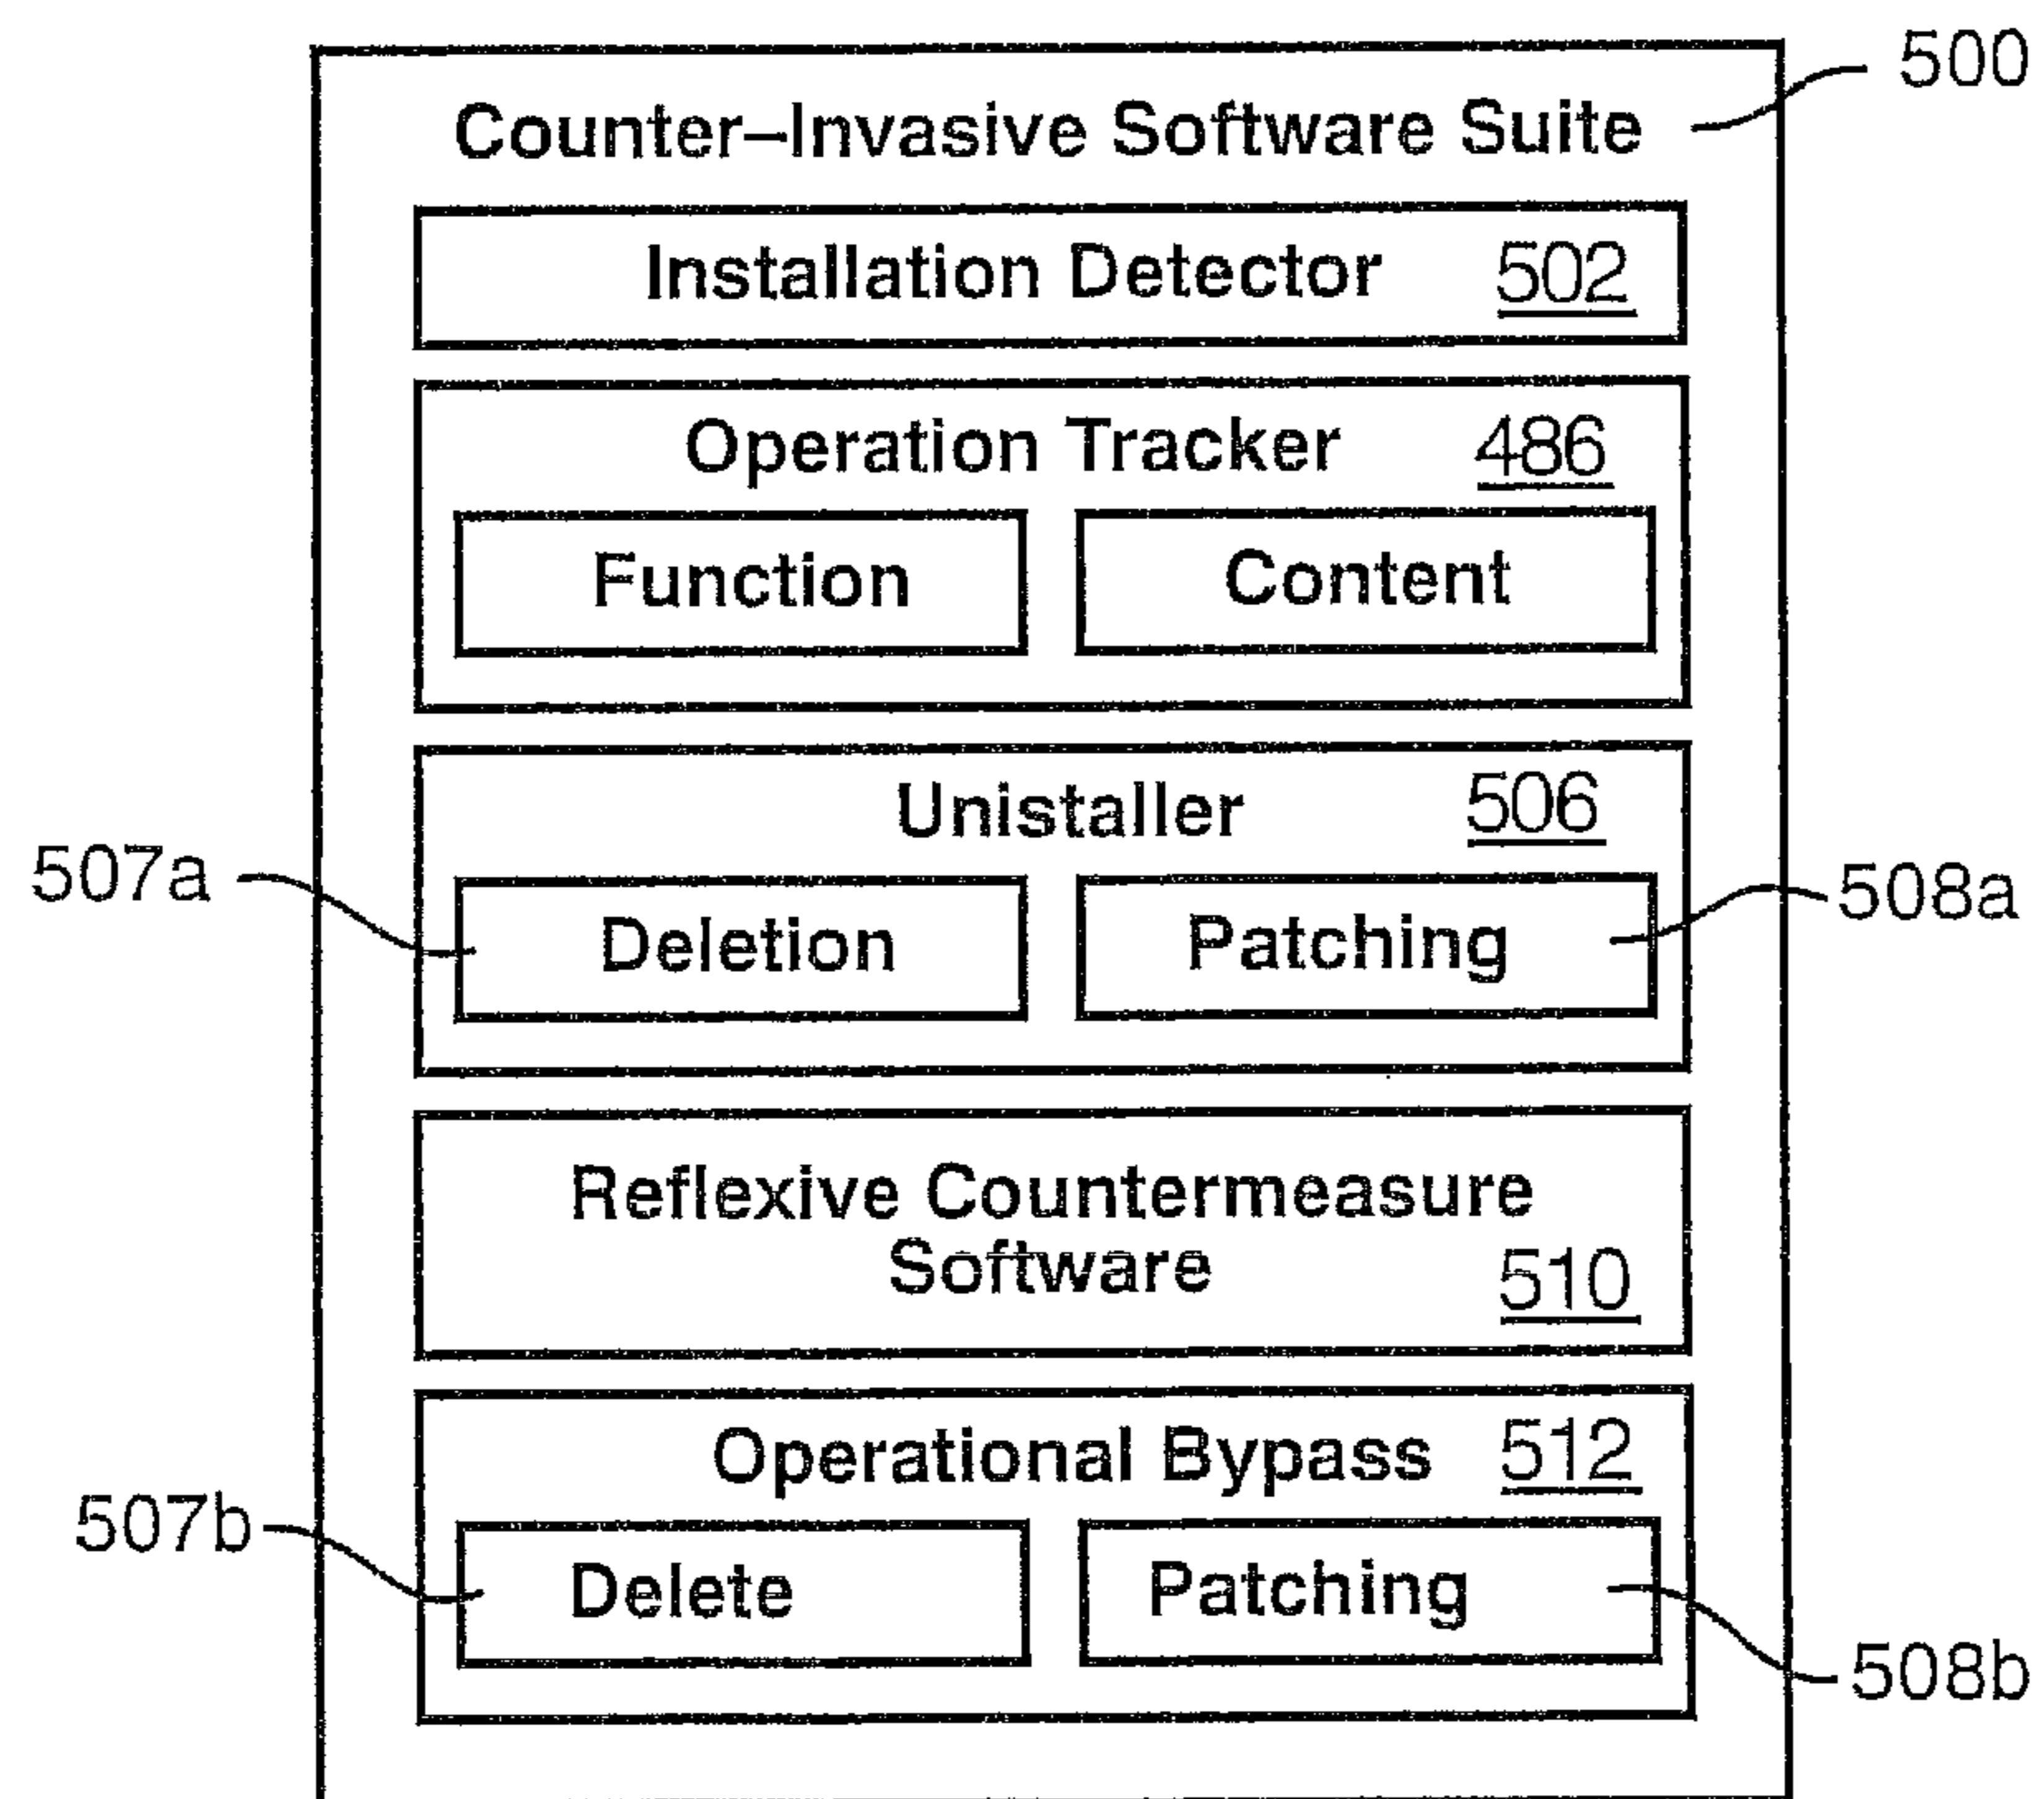 500
Counter–Invasive Software Suite
Installation Detector 502
Operation Tracker 486
Function Content
Unistaller 506
507a
508a
Deletion Patching
Reflexive Countermeasure
Software 510
Operational Bypass 512
507b
Delete Patching
508b